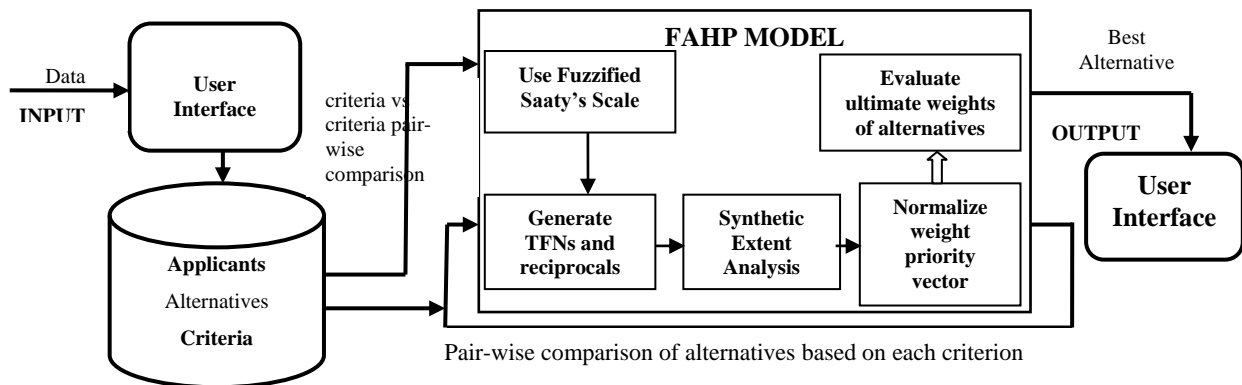 Data
INPUT
User
Interface
Applicants
Alternatives
Criteria
criteria vs
criteria pair-
wise
comparison
FAHP MODEL
Use Fuzzified
Saaty’s Scale
Generate
TFNs and
reciprocals
Synthetic
Extent
Analysis
Normalize
weight
priority
vector
Evaluate
ultimate weights
of alternatives
Best
Alternative
OUTPUT
User
Interface
Pair-wise comparison of alternatives based on each criterion